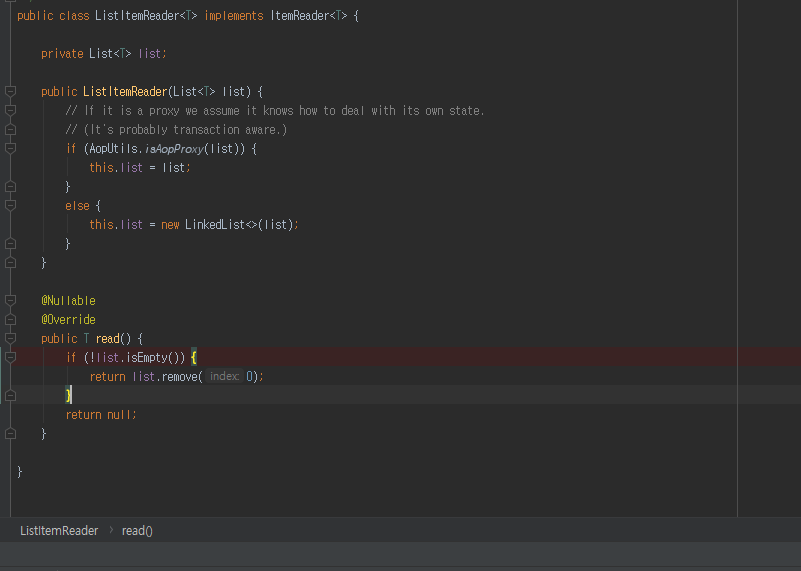 public class ListItemReader<T> implements ItemReader<T> {
private List<T> list;
public ListItemReader(List<T> list) {
// If it is a proxy we assume it knows how to deal with its own state.
// (It's probably transaction aware.)
if (AopUtils.isAopProxy(list)) {
this.list = list;
}
else {
this.list = new LinkedList<>(list);
}
}
@Nullable
@Override
public T read() {
if (!list.isEmpty()) {
return list.remove( index: 0);
}
return null;
}
}
ListItemReader › read()